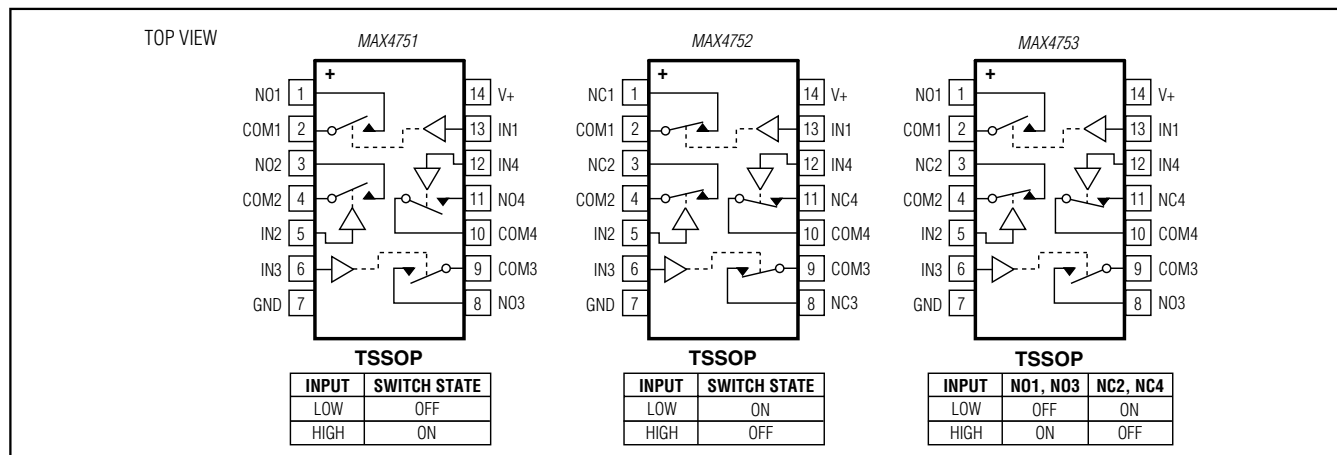 TOP VIEW
MAX4751
+
NO1 1 14 V+
COM1 2 13 IN1
NO2 3 12 IN4
COM2 4 11 NO4
IN2 5 10 COM4
IN3 6 9 COM3
GND 7 8 NO3
TSSOP
INPUT SWITCH STATE
LOW OFF
HIGH ON
MAX4752
+
NC1 1 14 V+
COM1 2 13 IN1
NC2 3 12 IN4
COM2 4 11 NC4
IN2 5 10 COM4
IN3 6 9 COM3
GND 7 8 NC3
TSSOP
INPUT SWITCH STATE
LOW ON
HIGH OFF
MAX4753
+
NO1 1 14 V+
COM1 2 13 IN1
NC2 3 12 IN4
COM2 4 11 NC4
IN2 5 10 COM4
IN3 6 9 COM3
GND 7 8 NO3
TSSOP
INPUT NO1, NO3 NC2, NC4
LOW OFF ON
HIGH ON OFF